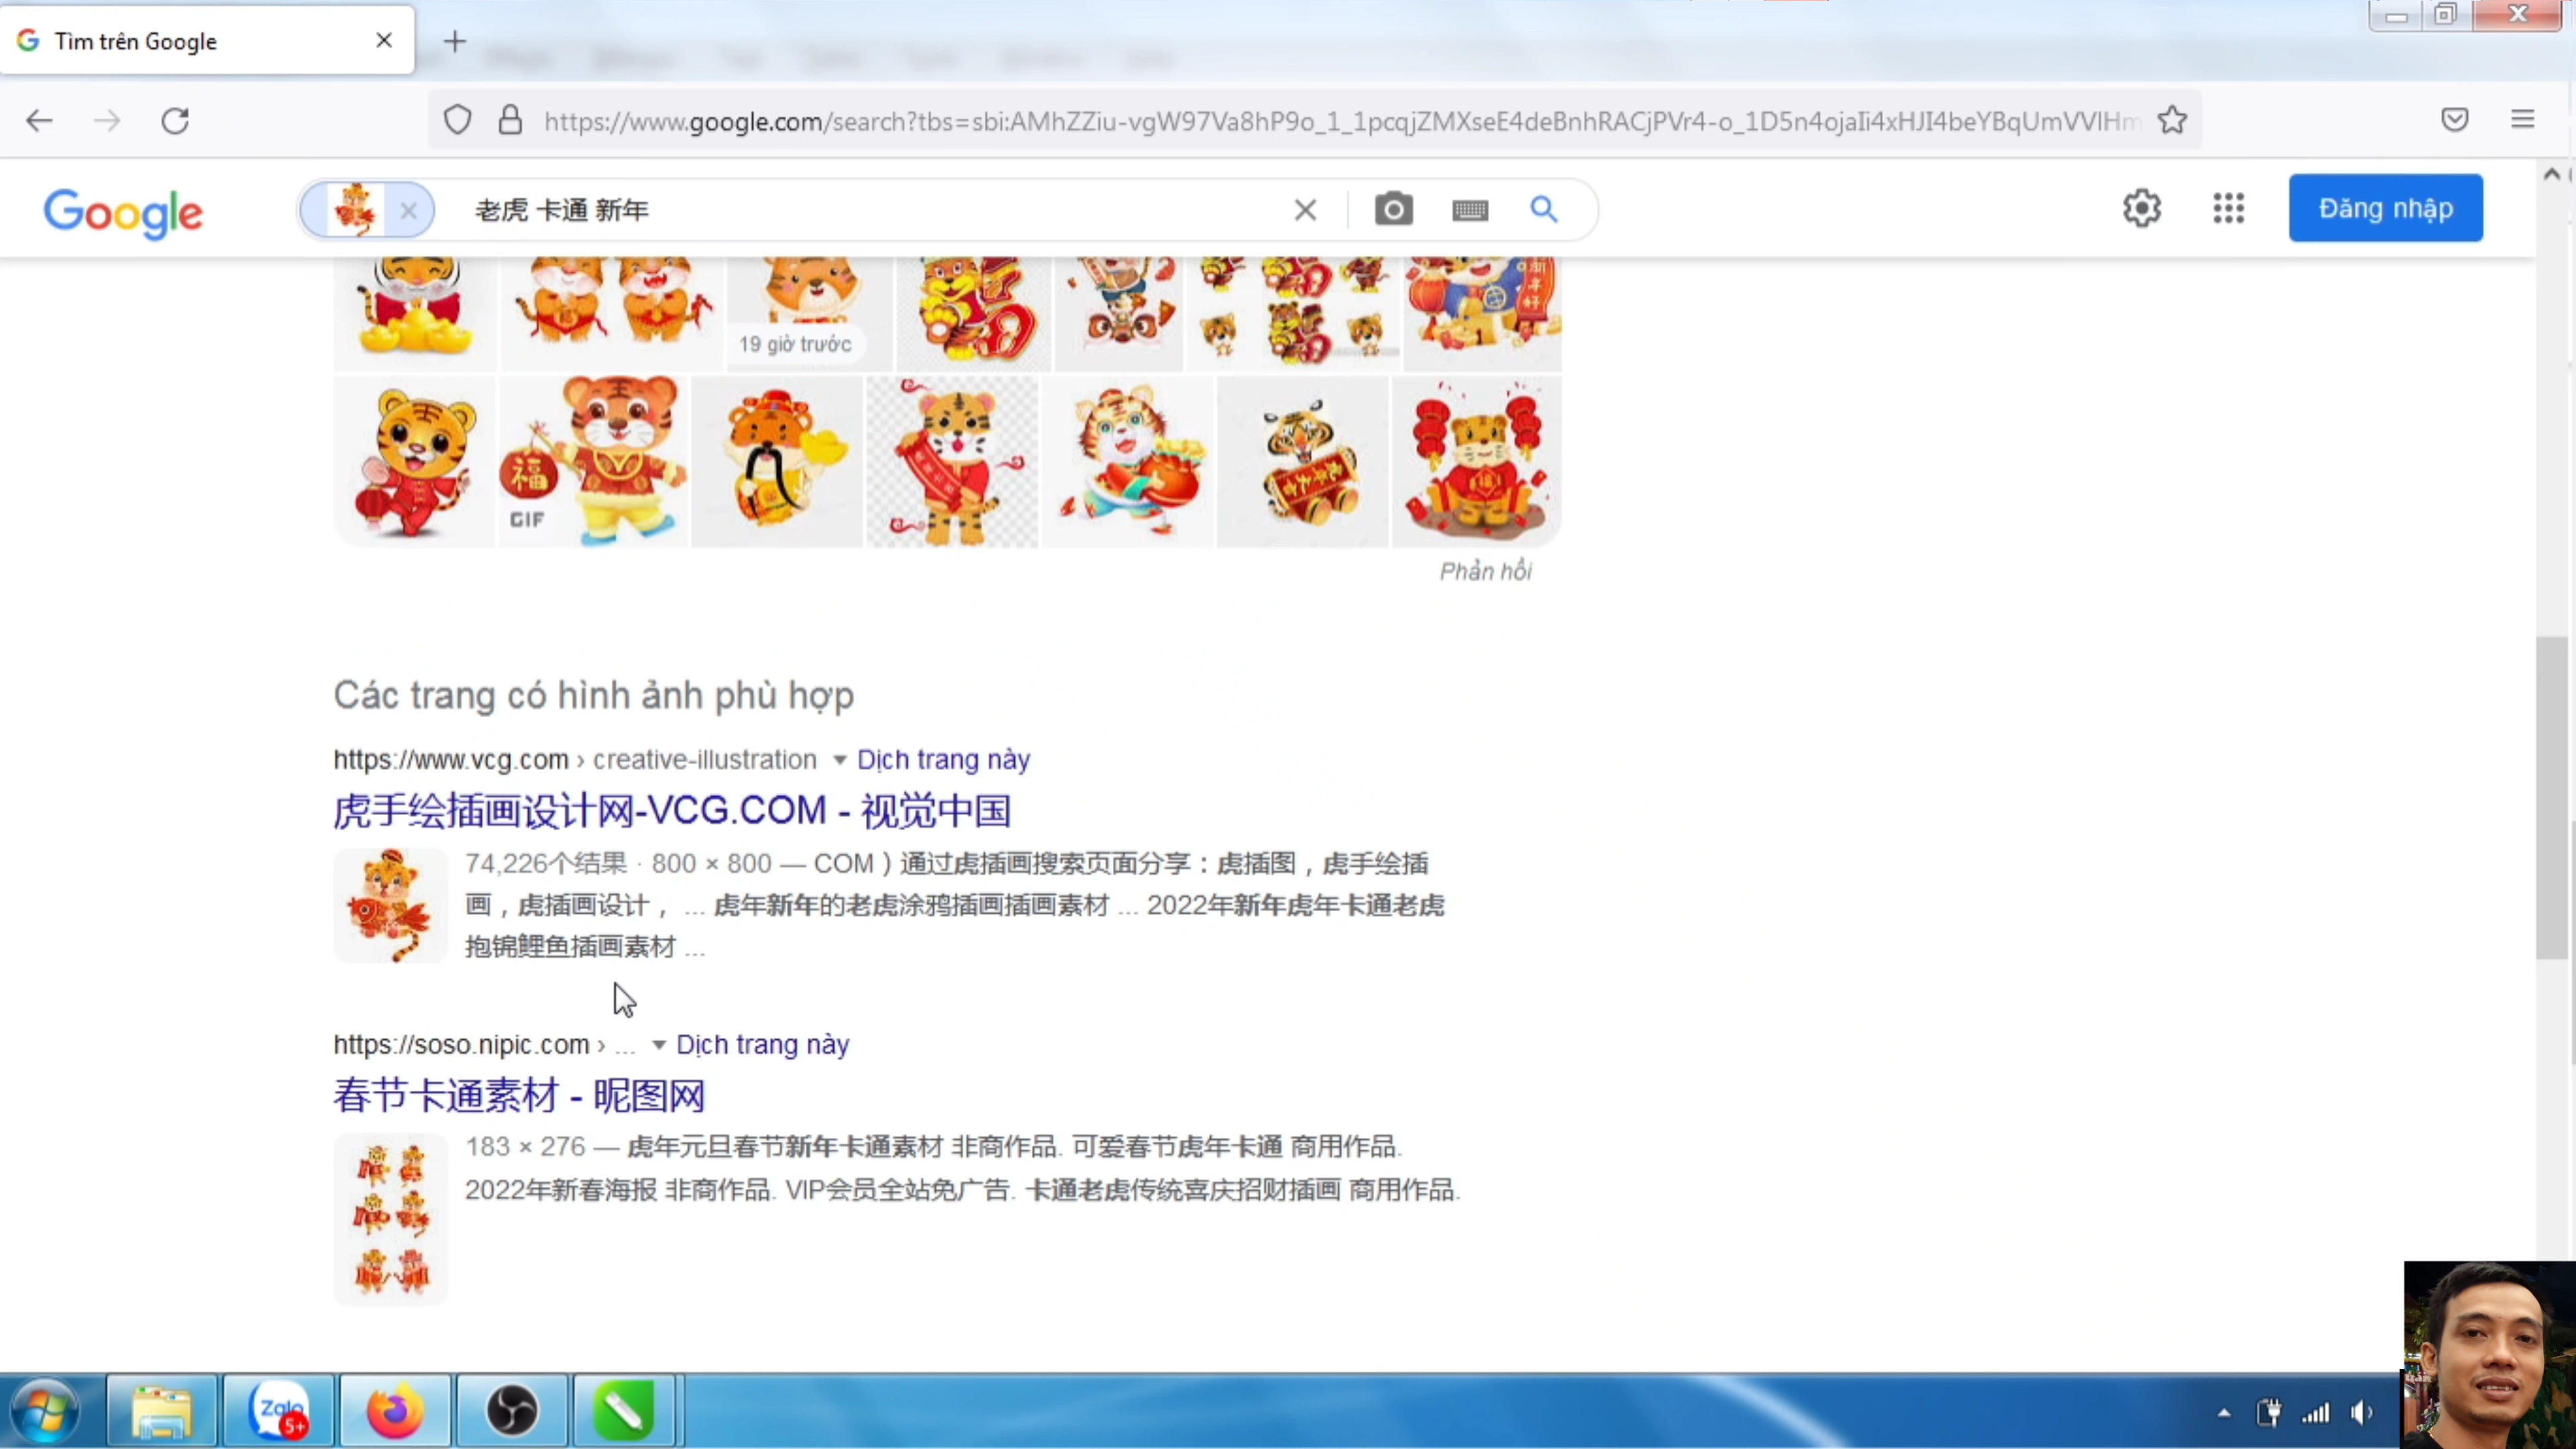 Tìm trên Google
https://www.google.com/search?tbs=sbi:AMhZZiu-vgW97Va8hP9o_1_1pcqjZMXseE4deBnhRACjPVr4-o_1D5n4ojaIi4xHJI4beYBqUmVVlHm
Google
老虎 卡通 新年
Đăng nhập
19 giờ trước
福
GIF
Phản hồi
Các trang có hình ảnh phù hợp
https://www.vcg.com › creative-illustration
Dịch trang này
虎手绘插画设计网-VCG.COM - 视觉中国
74,226个结果 · 800 × 800 — COM ) 通过虎插画搜索页面分享：虎插图，虎手绘插
画，虎插画设计， ... 虎年新年的老虎涂鸦插画插画素材 ... 2022年新年虎年卡通老虎
抱锦鲤鱼插画素材 ...
https://soso.nipic.com › ...
Dịch trang này
春节卡通素材 - 昵图网
183 × 276 — 虎年元旦春节新年卡通素材 非商作品. 可爱春节虎年卡通 商用作品.
2022年新春海报 非商作品. VIP会员全站免广告. 卡通老虎传统喜庆招财插画 商用作品.
Zalo
5+